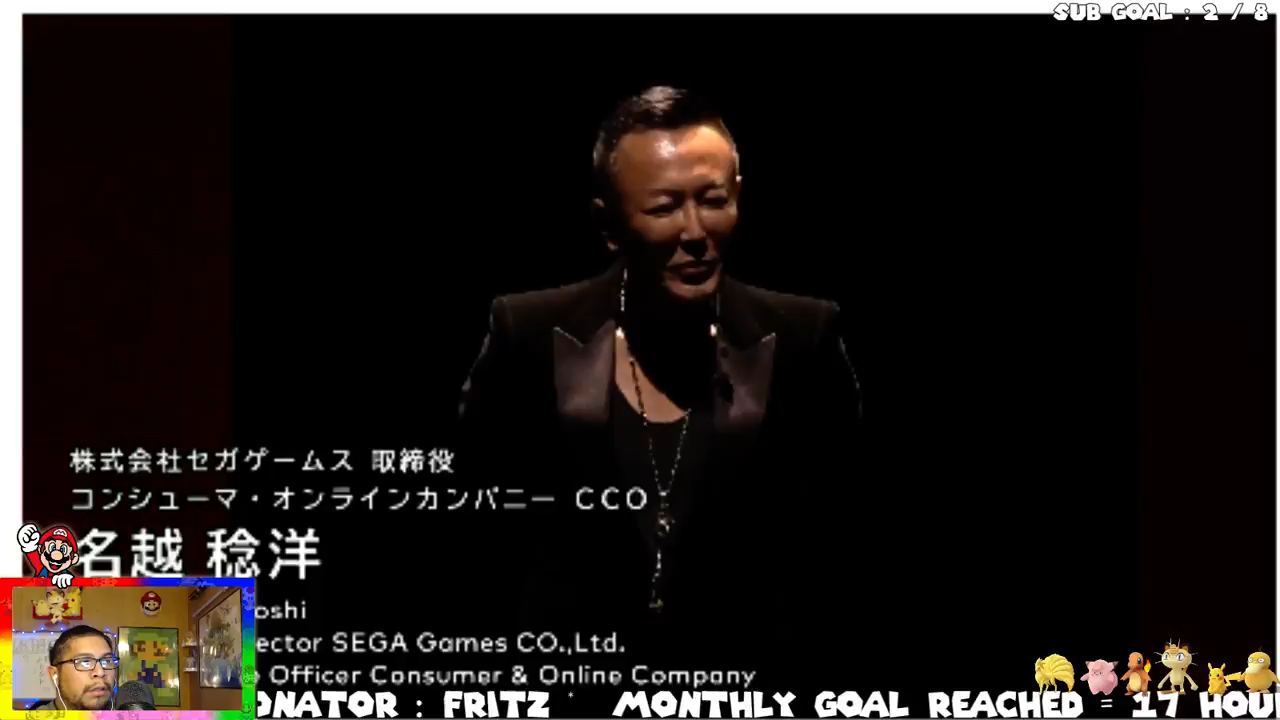 SUB GOAL : 2 / 8
株式会社セガゲームス 取締役
コンシューマ・オンラインカンパニー CCO
名越 稔洋
oshi
ector SEGA Games CO.,Ltd.
Officer Consumer & Online Company
ONATOR : FRITZ * MONTHLY GOAL REACHED = 17 HOU